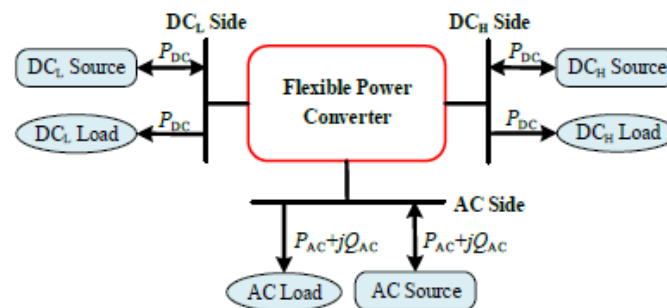 DC_L Side
DC_H Side
P_DC
P_DC
DC_L Source
Flexible Power
Converter
DC_H Source
P_DC
P_DC
DC_L Load
DC_H Load
AC Side
P_AC+jQ_AC
P_AC+jQ_AC
AC Load
AC Source